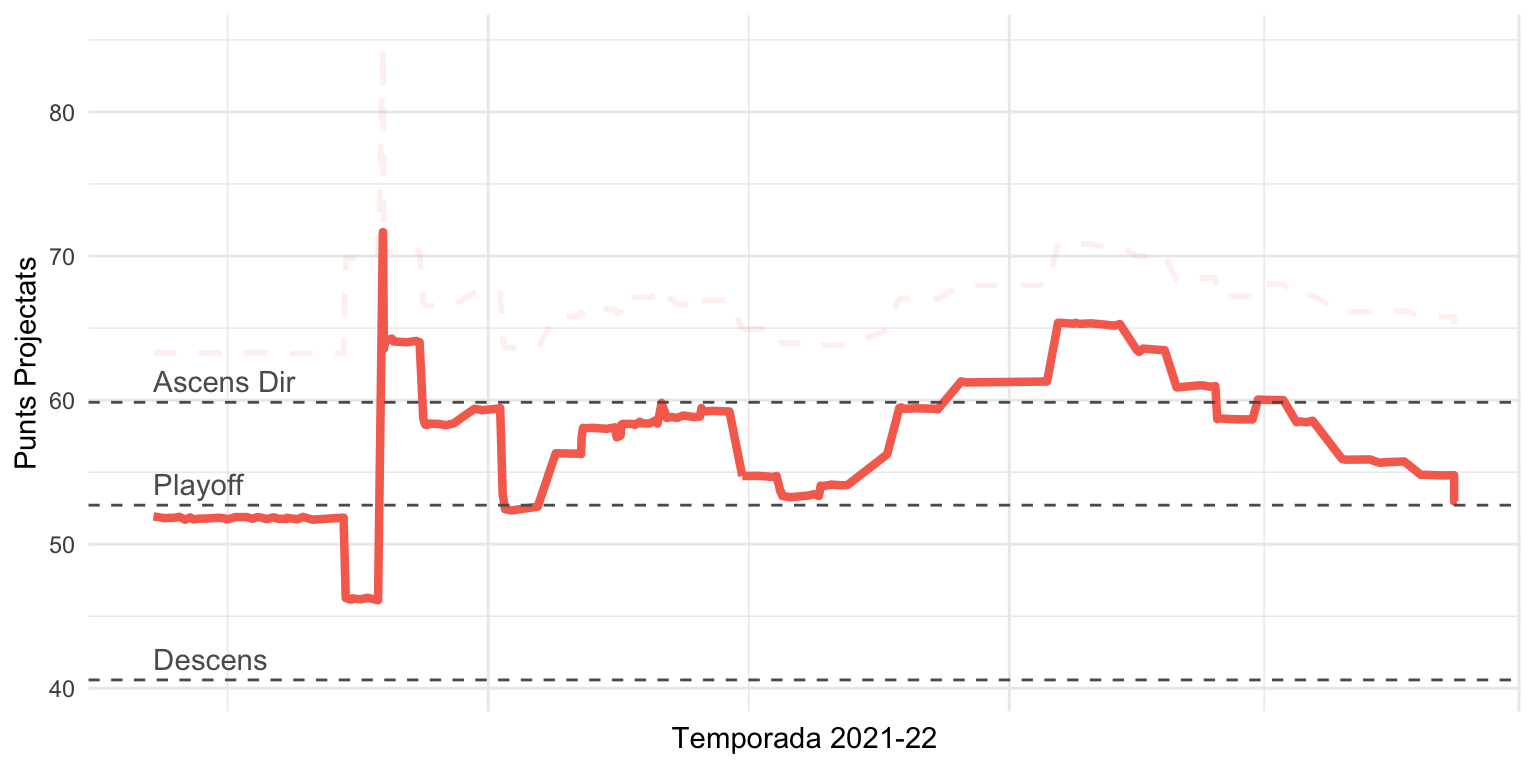 80
70
60
50
40
Punts Projectats
Ascens Dir
Playoff
Descens
Temporada 2021-22